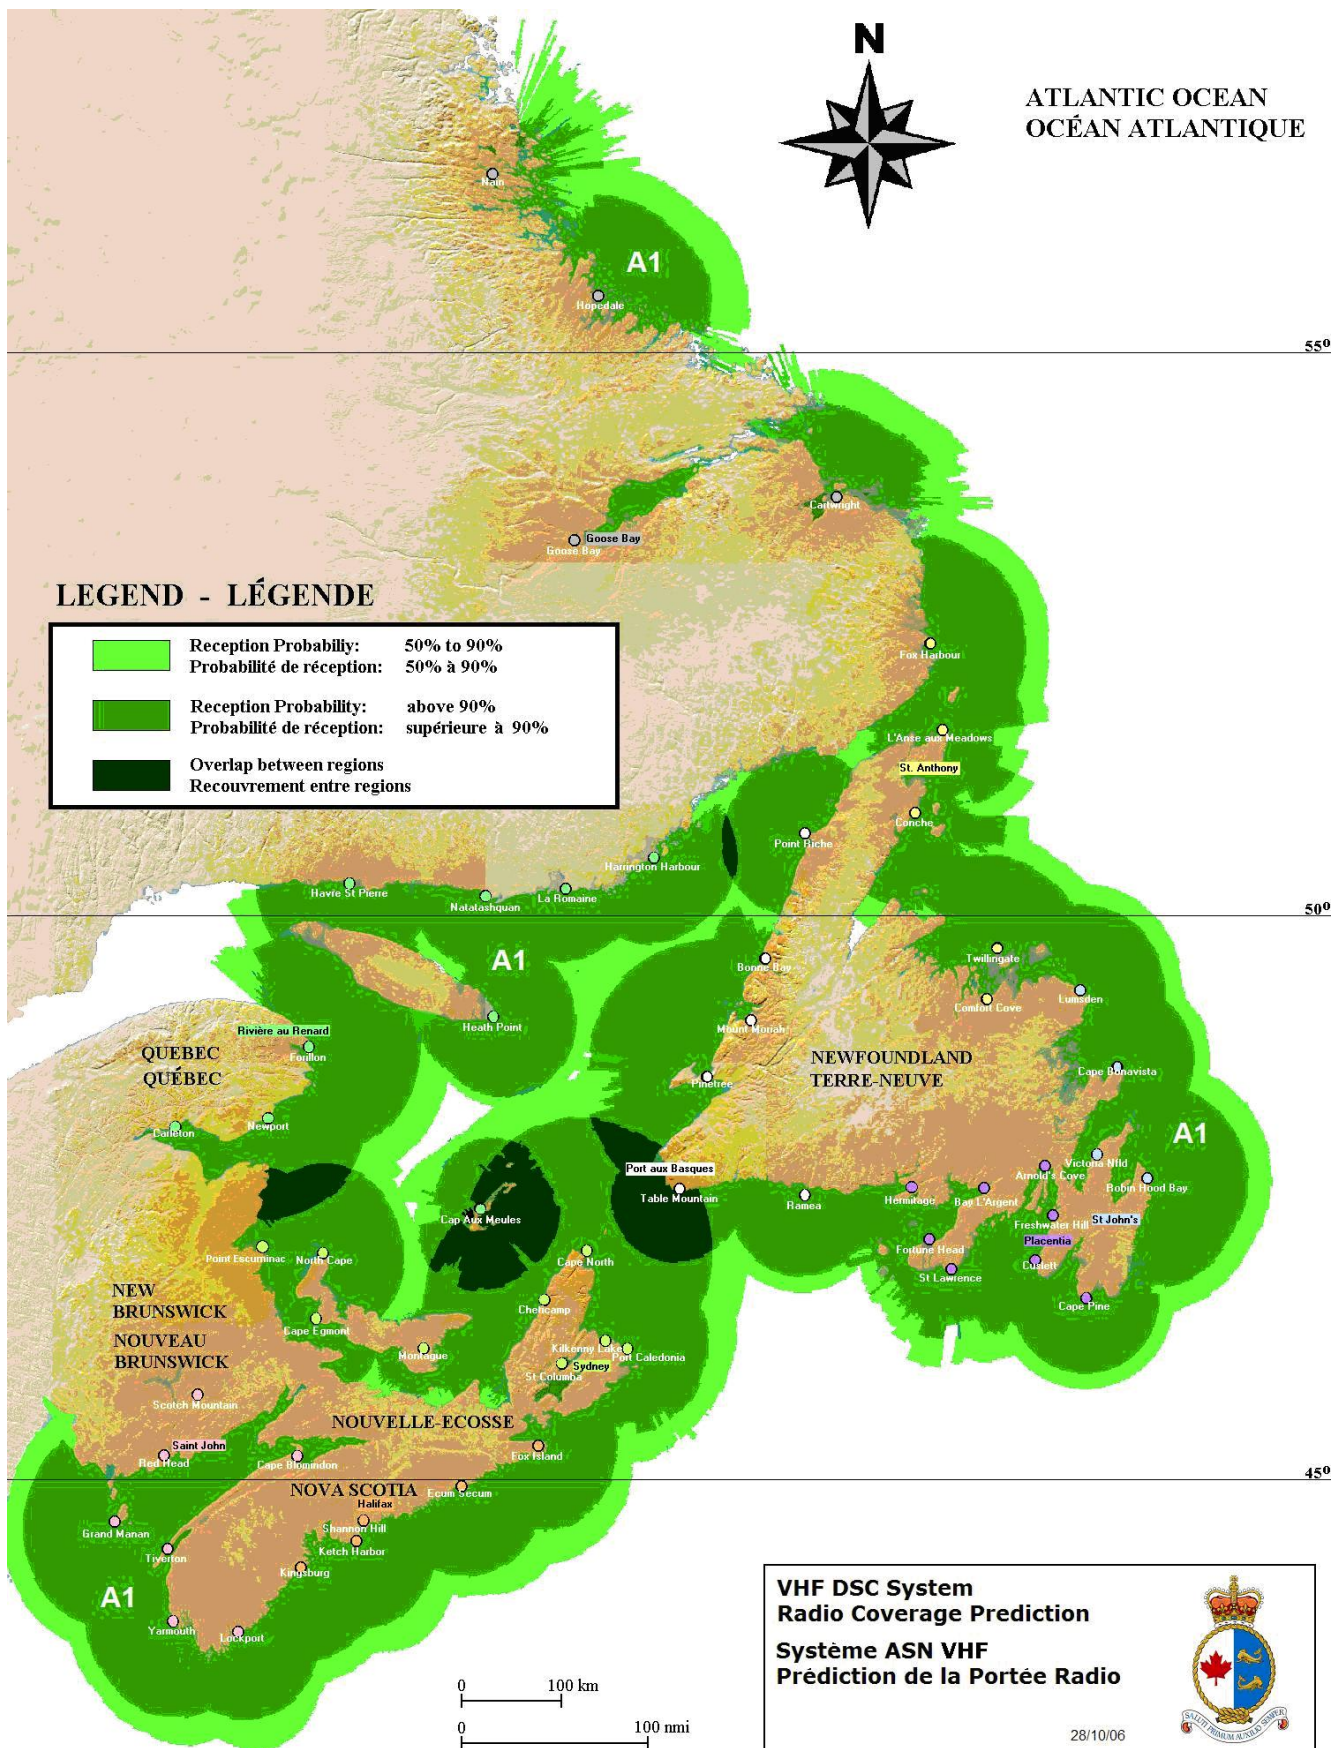 N
ATLANTIC OCEAN
OCÉAN ATLANTIQUE
Nain
A1
Hopedale
55º
Cartwright
Goose Bay
Goose Bay
LEGEND - LÉGENDE
Reception Probabiliy: 50% to 90%
Probabilité de réception: 50% à 90%
Reception Probability: above 90%
Probabilité de réception: supérieure à 90%
Overlap between regions
Recouvrement entre regions
Fox Harbour
L'Anse aux Meadows
St. Anthony
Conche
Point Riche
Harrington Harbour
Havre St Pierre
La Romaine
Natatashquan
50º
A1
Twillingate
Bonne Bay
Lumsden
Comfort Cove
Heath Point
Mount Moriah
Rivière au Renard
Forillon
QUEBEC
QUÉBEC
NEWFOUNDLAND
TERRE-NEUVE
Cape Bonavista
Pinetree
Newport
Carleton
A1
Victoria Nfld
Port aux Basques
Arnold's Cove
Robin Hood Bay
Table Mountain
Ramea
Hermitage
Bay L'Argent
Cap Aux Meules
Freshwater Hill
St John's
Placentia
Point Escuminac
North Cape
Cape North
Fortune Head
Cuslett
St Lawrence
NEW
BRUNSWICK
Cheticamp
Cape Pine
Cape Egmont
NOUVEAU
BRUNSWICK
Montague
Kilkenny Lake
Port Caledonia
Sydney
St Columba
Scotch Mountain
NOUVELLE-ECOSSE
Saint John
Red Head
Cape Blomindon
Fox Island
45º
NOVA SCOTIA
Ecum Secum
Halifax
Grand Manan
Shannon Hill
Ketch Harbor
Tiverton
Kingsburg
A1
Yarmouth
Lockport
VHF DSC System
Radio Coverage Prediction
Système ASN VHF
Prédiction de la Portée Radio
SALUTI PRIMUM AUXILIO SEMPER
28/10/06
0 100 km
0 100 nmi